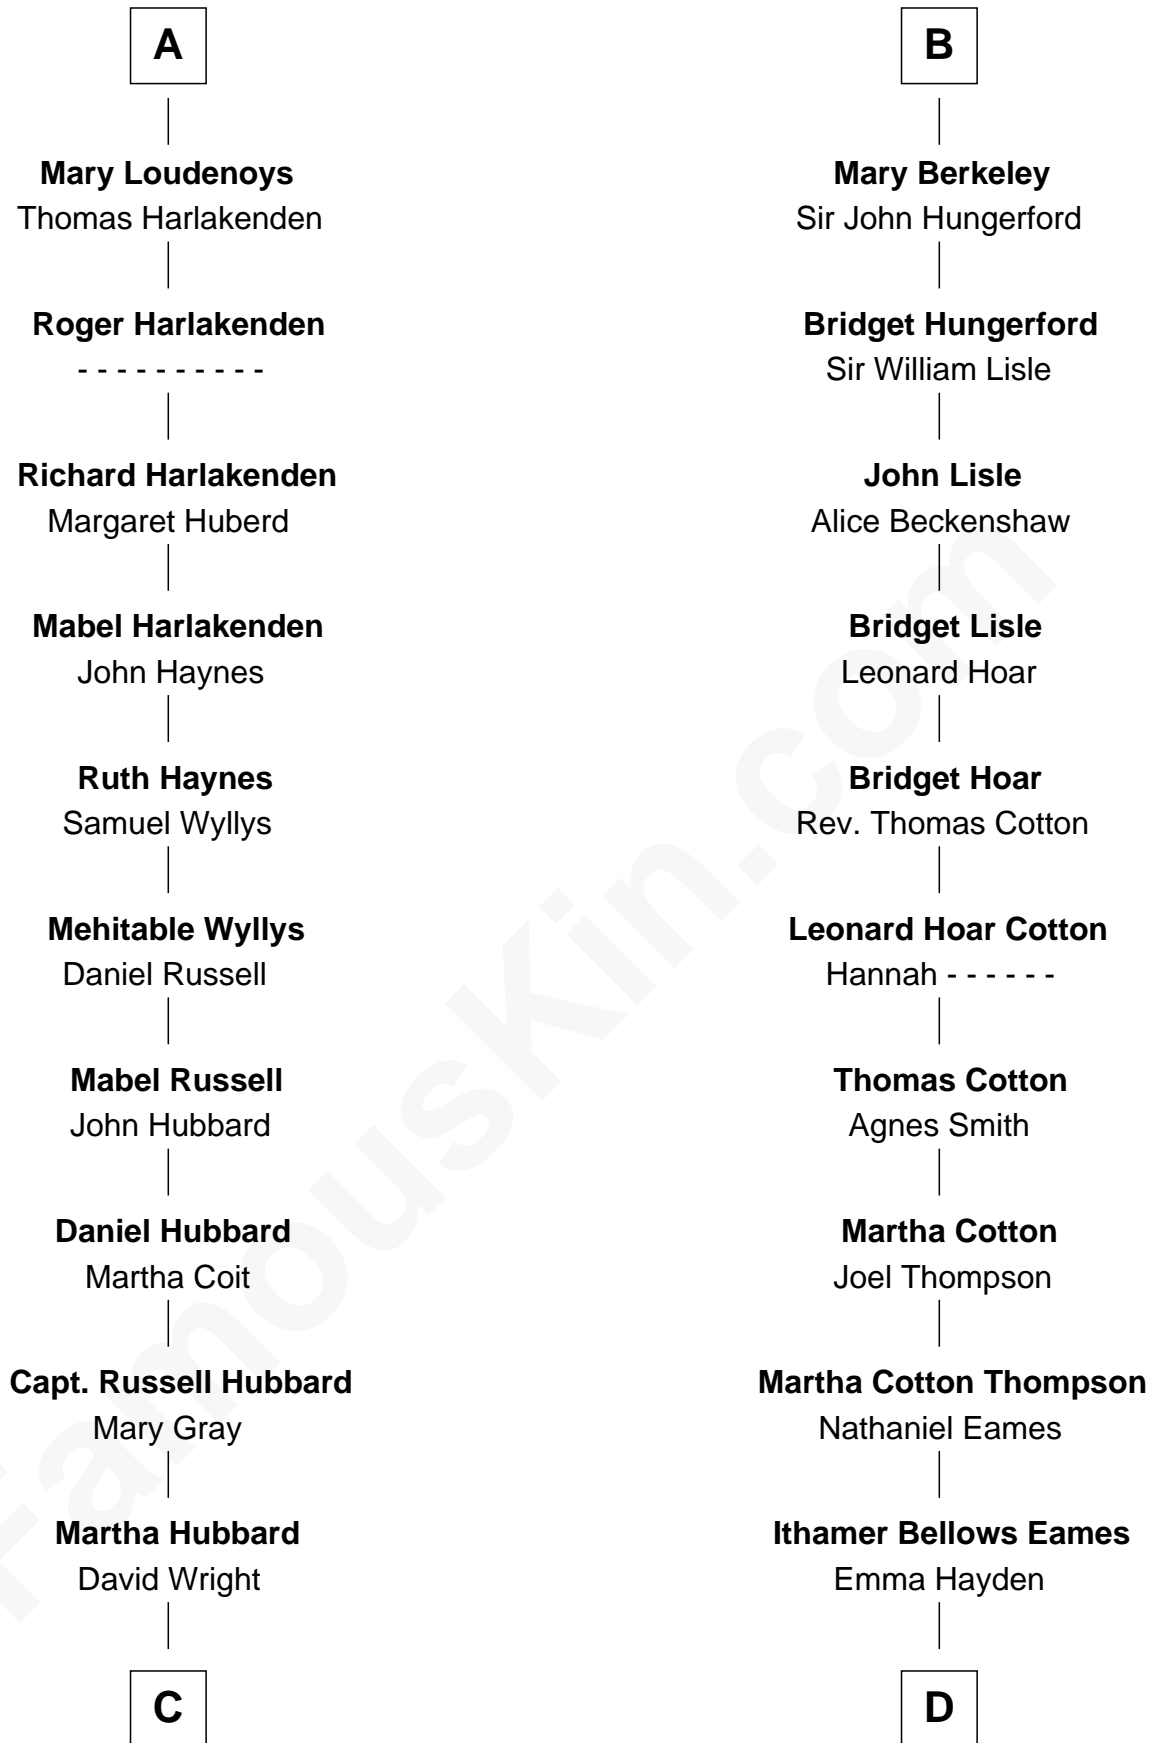 A
Mary Loudenoys
Thomas Harlakenden
Roger Harlakenden
- - - - - - - - - -
Richard Harlakenden
Margaret Huberd
Mabel Harlakenden
John Haynes
Ruth Haynes
Samuel Wyllys
Mehitable Wyllys
Daniel Russell
Mabel Russell
John Hubbard
Daniel Hubbard
Martha Coit
Capt. Russell Hubbard
Mary Gray
Martha Hubbard
David Wright
C
B
Mary Berkeley
Sir John Hungerford
Bridget Hungerford
Sir William Lisle
John Lisle
Alice Beckenshaw
Bridget Lisle
Leonard Hoar
Bridget Hoar
Rev. Thomas Cotton
Leonard Hoar Cotton
Hannah - - - - - -
Thomas Cotton
Agnes Smith
Martha Cotton
Joel Thompson
Martha Cotton Thompson
Nathaniel Eames
Ithamer Bellows Eames
Emma Hayden
D
FamousKin.com